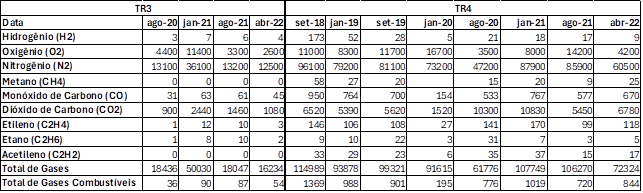 TR3 TR4
Data ago-20 jan-21 ago-21 abr-22 set-18 jan-19 set-19 jan-20 ago-20 jan-21 ago-21 abr-22
Hidrogênio (H2) 3 7 6 4 173 52 28 5 21 18 17 9
Oxigênio (O2) 4400 11400 3300 2600 11000 8300 11700 16700 3500 8000 14200 4200
Nitrogênio (N2) 13100 36100 13200 12500 96100 79200 81100 73200 47200 87900 85900 60500
Metano (CH4) 0 0 0 0 58 27 20 15 20 9 25
Monóxido de Carbono (CO) 31 63 61 45 950 764 700 154 533 767 577 670
Dióxido de Carbono (CO2) 900 2440 1460 1080 6520 5390 5620 1520 10300 10830 5450 6780
Etileno (C2H4) 1 12 10 3 146 106 108 27 141 170 99 118
Etano (C2H6) 1 8 10 2 9 10 22 3 31 7 3 5
Acetileno (C2H2) 0 0 0 0 33 29 23 6 35 37 15 17
Total de Gases 18436 50030 18047 16234 114989 93878 99321 91615 61776 107749 106270 72324
Total de Gases Combustíveis 36 90 87 54 1369 988 901 195 776 1019 720 844